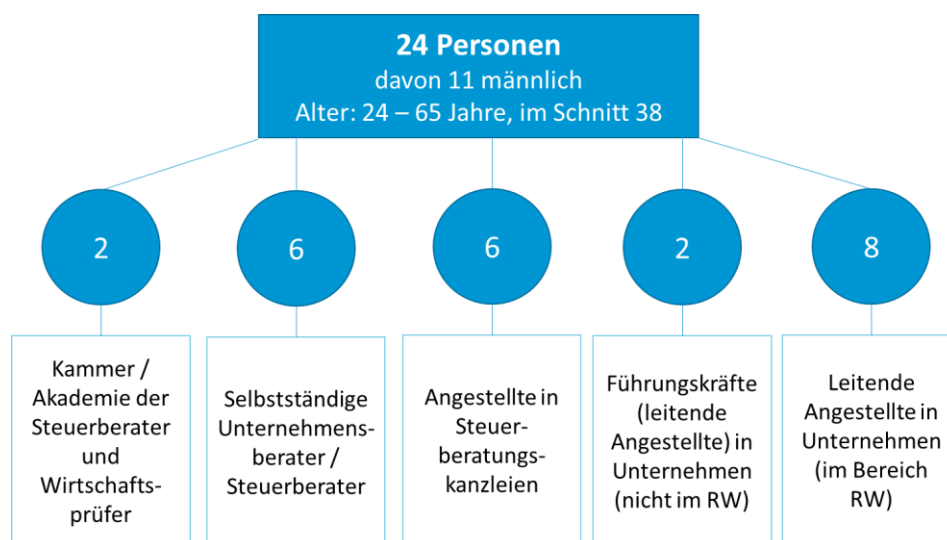 24 Personen
davon 11 männlich
Alter: 24 – 65 Jahre, im Schnitt 38
2
6
6
2
8
Kammer /
Akademie der
Steuerberater
und
Wirtschafts-
prüfer
Selbstständige
Unternehmens-
berater /
Steuerberater
Angestellte in
Steuer-
beratungs-
kanzleien
Führungskräfte
(leitende
Angestellte) in
Unternehmen
(nicht im RW)
Leitende
Angestellte in
Unternehmen
(im Bereich
RW)